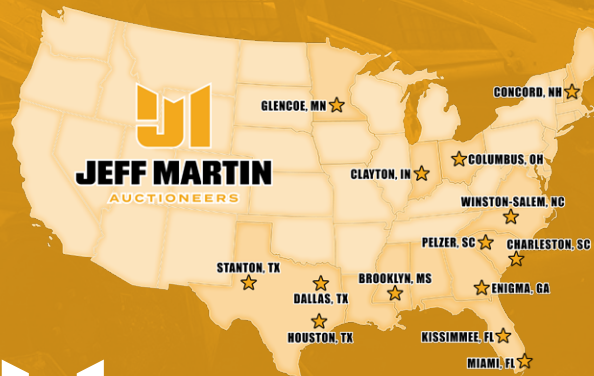 GLENCOE, MN
CONCORD, NH
JEFF MARTIN
AUCTIONEERS
CLAYTON, IN
COLUMBUS, OH
WINSTON-SALEM, NC
PELZER, SC
CHARLESTON, SC
STANTON, TX
DALLAS, TX
BROOKLYN, MS
ENIGMA, GA
HOUSTON, TX
KISSIMMEE, FL
MIAMI, FL